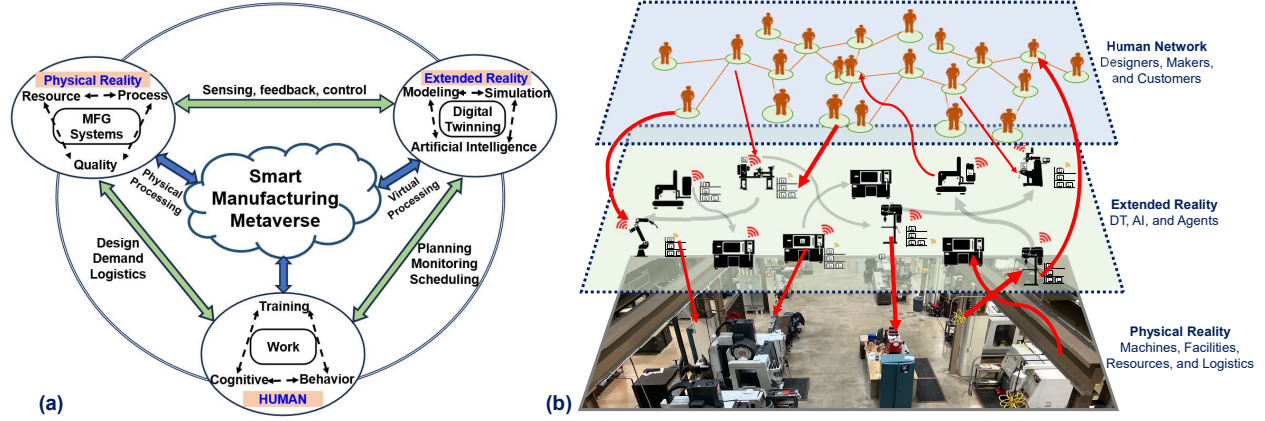 Physical Reality
Resource
Process
MFG
Systems
Quality
Sensing, feedback, control
Extended Reality
Modeling
Simulation
Digital
Twinning
Artificial Intelligence
Physical
Processing
Smart
Manufacturing
Metaverse
Virtual
Processing
Design
Demand
Logistics
Planning
Monitoring
Scheduling
Training
Work
Cognitive
Behavior
HUMAN
(a)
Human Network
Designers, Makers,
and Customers
Extended Reality
DT, AI, and Agents
Physical Reality
Machines, Facilities,
Resources, and Logistics
(b)